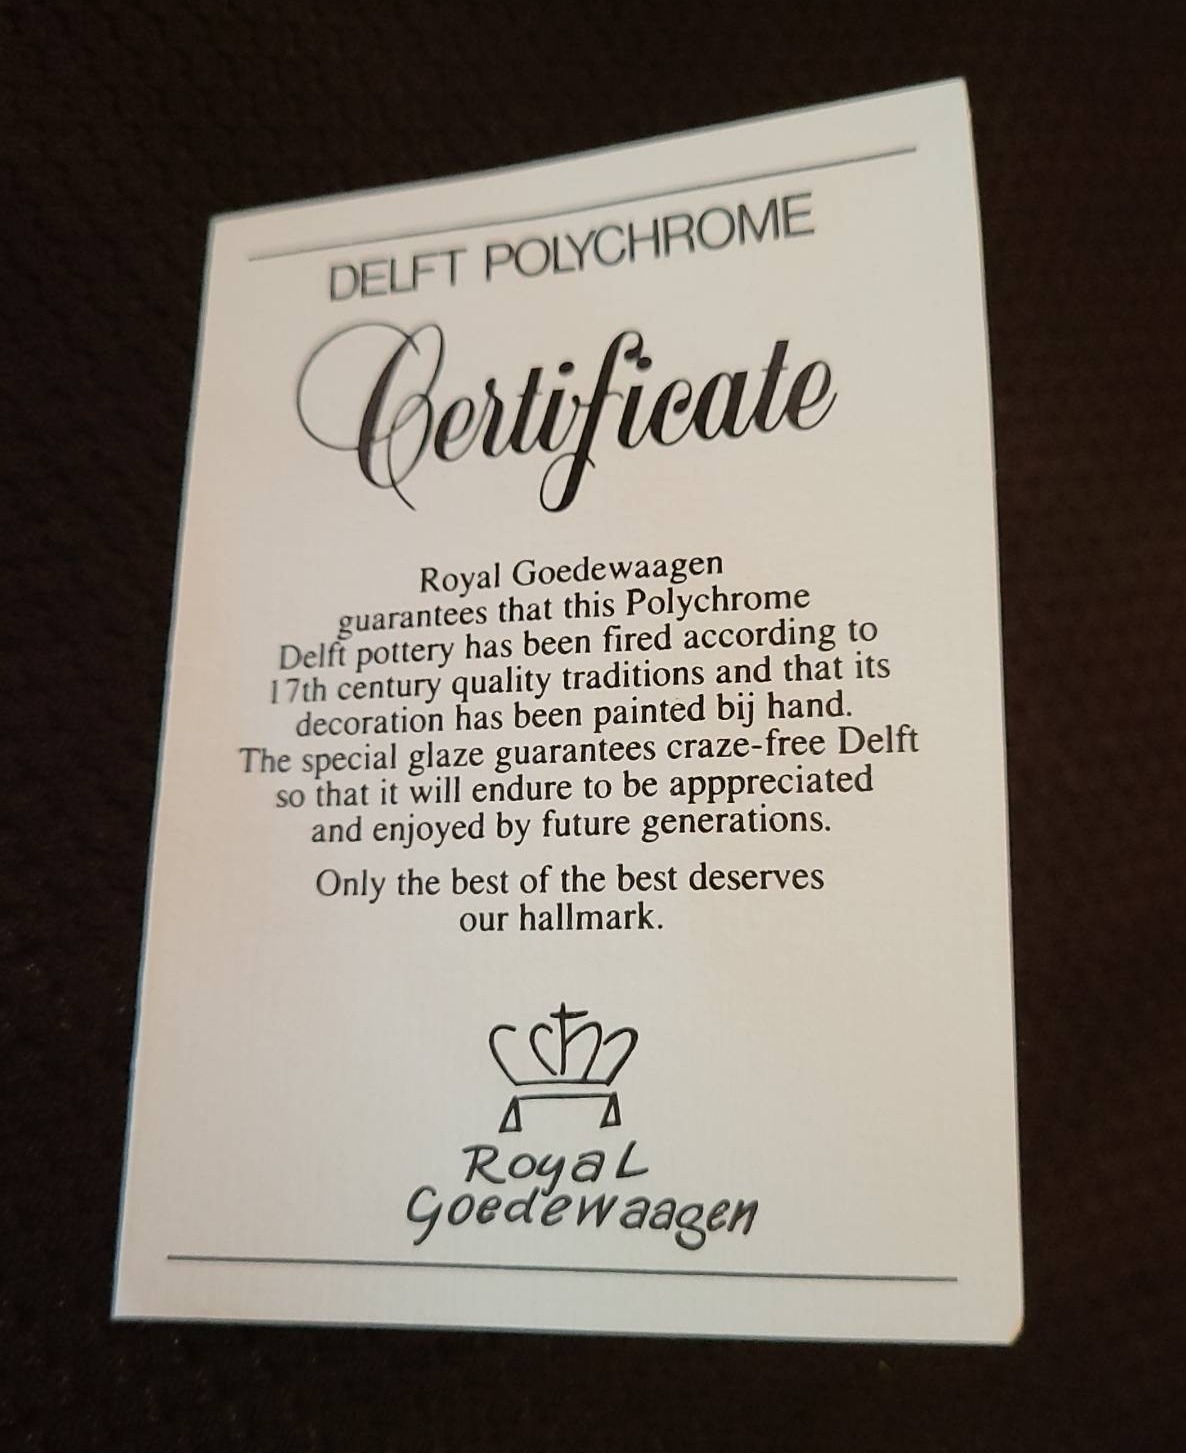 DELFT POLYCHROME
Certificate
Royal Goedewaagen
guarantees that this Polychrome
Delft pottery has been fired according to
17th century quality traditions and that its
decoration has been painted bij hand.
The special glaze guarantees craze-free Delft
so that it will endure to be apppreciated
and enjoyed by future generations.
Only the best of the best deserves
our hallmark.
Royal
Goedewaagen